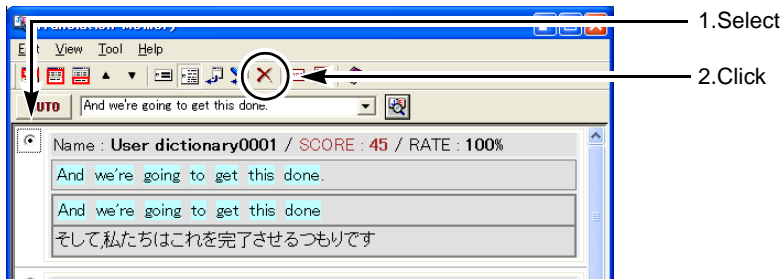 Translation Memory
1.Select
Edit View Tool Help
2.Click
AUTO And we're going to get this done.
Name : User dictionary0001 / SCORE : 45 / RATE : 100%
And we're going to get this done.
And we're going to get this done
そして,私たちはこれを完了させるつもりです